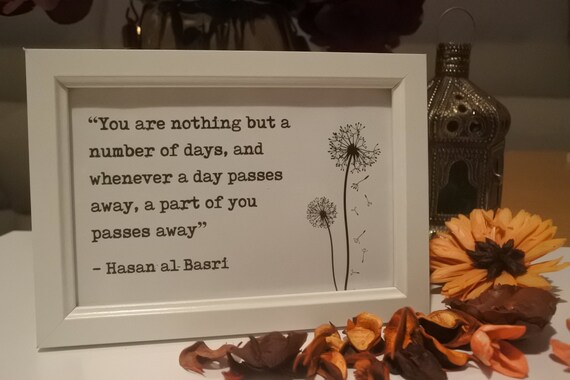 “You are nothing but a
number of days, and
whenever a day passes
away, a part of you
passes away”
- Hasan al-Basri